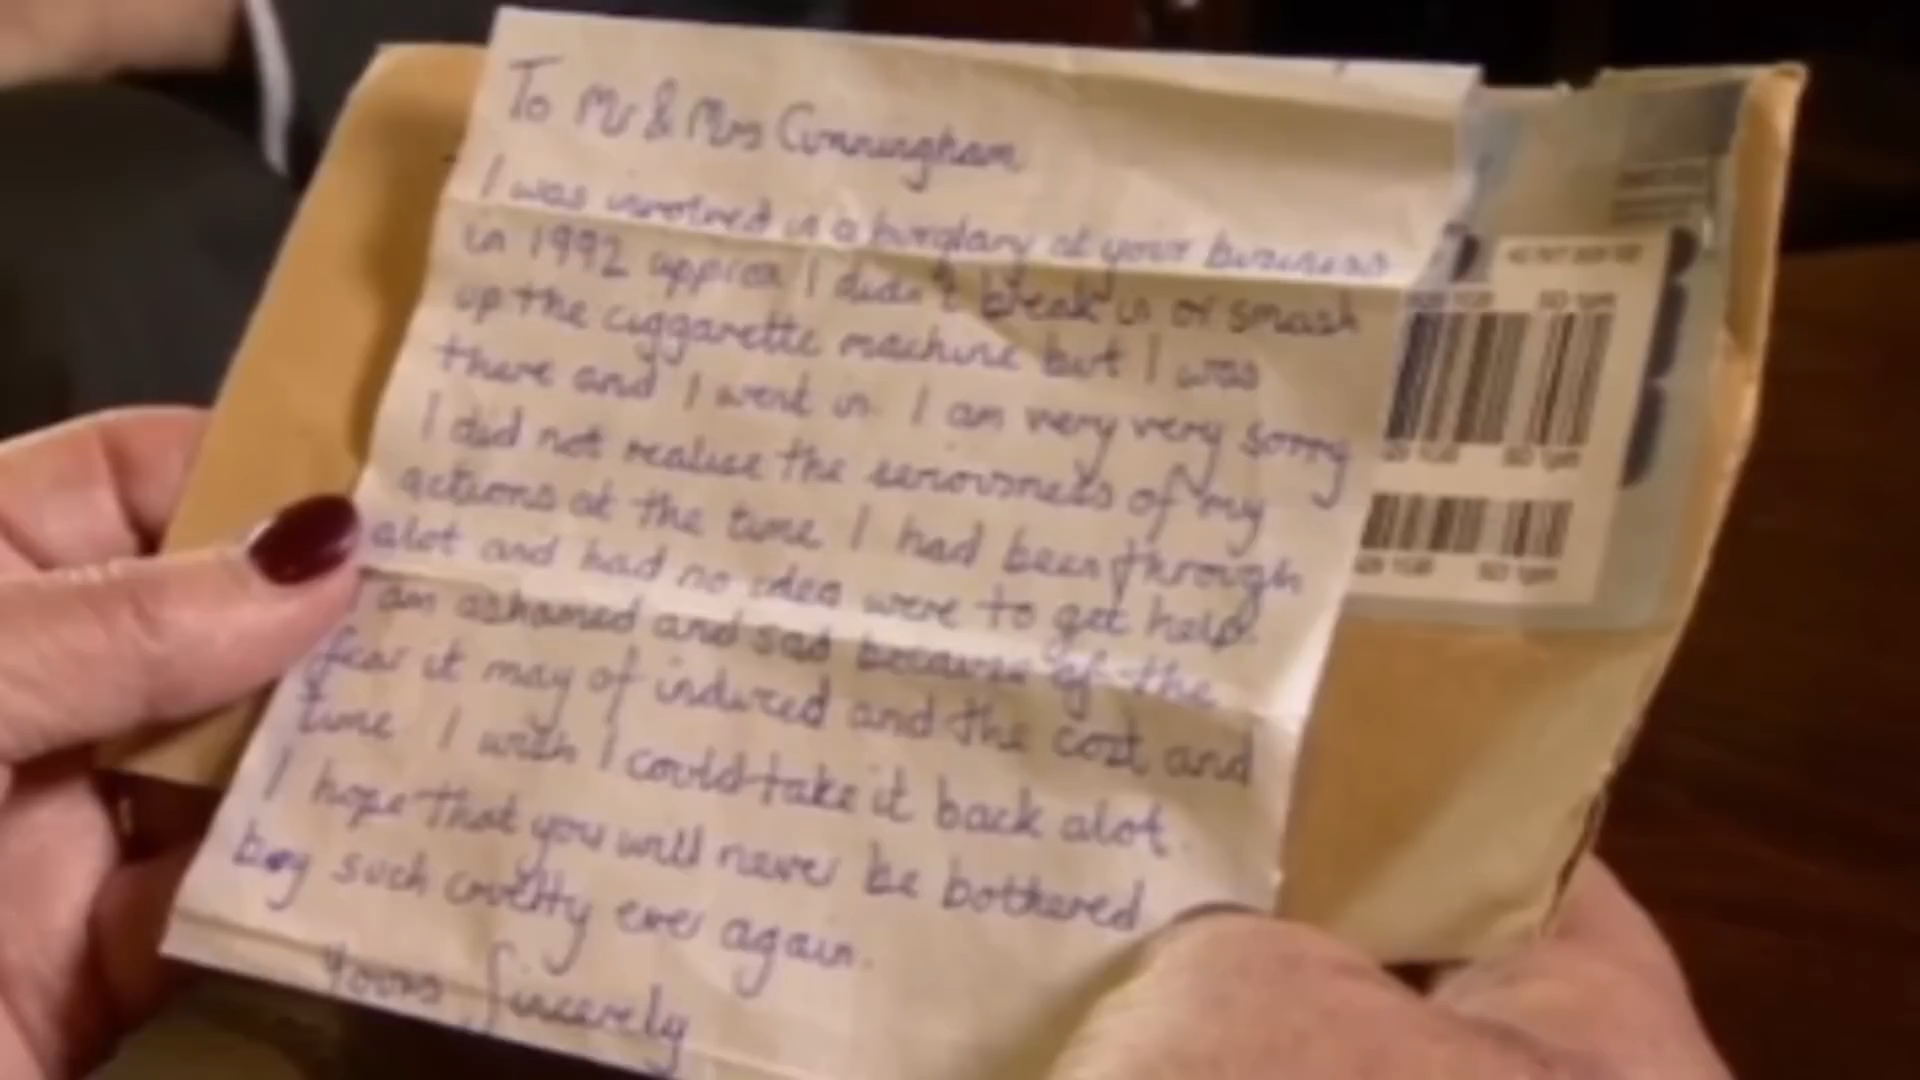 To Mr & Mrs Cunningham
I was involved in a burglary at your business
in 1992 approx I didn't break in or smash
up the ciggarette machine but I was
there and I went in. I am very very sorry
I did not realise the seriousness of my
actions at the time I had been through
alot and had no idea were to get help.
I am ashamed and sad because of the
fear it may of induced and the cost and
time. I wish I could take it back alot.
I hope that you will never be bothered
by such cruelty ever again.
Yours Sincerely